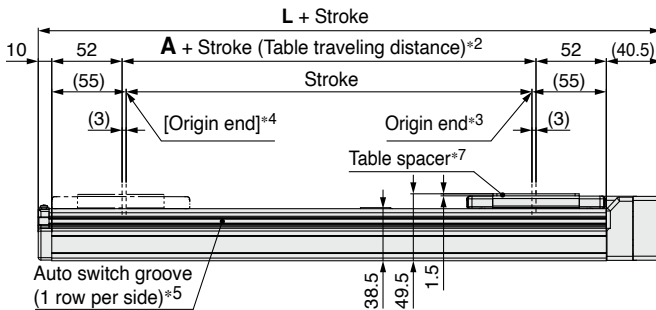 L + Stroke
10
52
A + Stroke (Table traveling distance)*2
52
(40.5)
(55)
Stroke
(55)
(3)
[Origin end]*4
Origin end*3
(3)
Table spacer*7
Auto switch groove
(1 row per side)*5
38.5
49.5
1.5